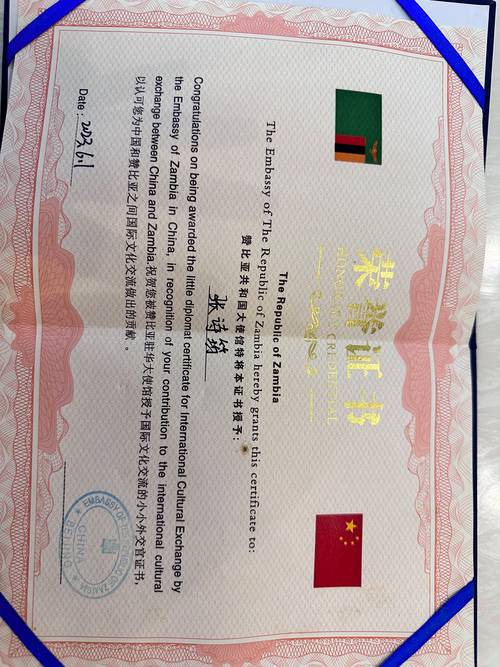 荣誉证书
HONORARY CREDENTIAL
The Republic of Zambia
The Embassy of The Republic of Zambia hereby grants this certificate to:
赞比亚共和国大使馆特将本证书授予：
张诗筠
Congratulations on being awarded the little diplomat certificate for International Cultural Exchange by
the Embassy of Zambia in China, in recognition of your contribution to the international cultural
exchange between China and Zambia.祝贺您被赞比亚驻华大使馆授予国际文化交流的小小外交官证书，
以认可您为中国和赞比亚之间国际文化交流做出的贡献。
Date: 2023.6.1
EMBASSY OF THE REPUBLIC OF ZAMBIA
CHINA
BEIJING